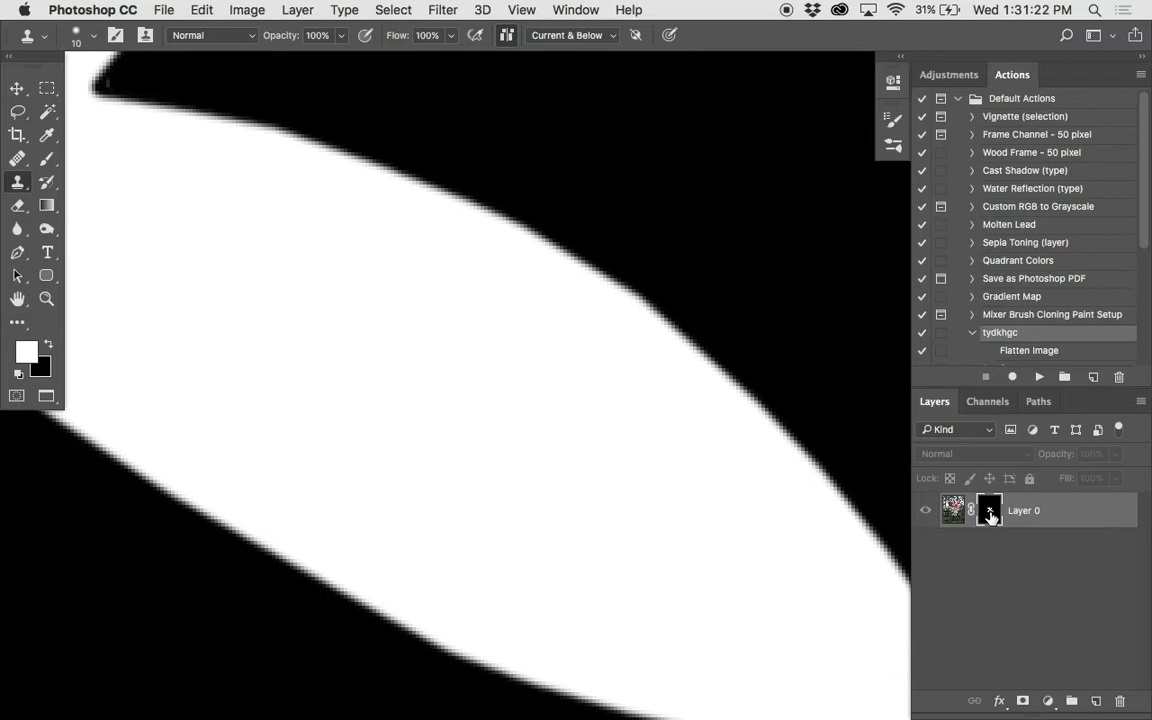 Photoshop CC File Edit Image Layer Type Select Filter 3D View Window Help 31% Wed 1:31:22 PM
10 Normal Opacity: 100% Flow: 100% Current & Below
Adjustments Actions
Default Actions
Vignette (selection)
Frame Channel - 50 pixel
Wood Frame - 50 pixel
Cast Shadow (type)
Water Reflection (type)
Custom RGB to Grayscale
Molten Lead
Sepia Toning (layer)
Quadrant Colors
Save as Photoshop PDF
Gradient Map
Mixer Brush Cloning Paint Setup
tydkhgc
Flatten Image
Layers Channels Paths
Kind
Normal Opacity: 100%
Lock: Fill: 100%
Layer 0
fx